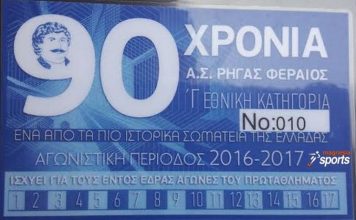 90 ΧΡΟΝΙΑ
Α.Σ. ΡΗΓΑΣ ΦΕΡΑΙΟΣ
Γ' ΕΘΝΙΚΗ ΚΑΤΗΓΟΡΙΑ
No:010
ΕΝΑ ΑΠΟ ΤΑ ΠΙΟ ΙΣΤΟΡΙΚΑ ΣΩΜΑΤΕΙΑ ΤΗΣ ΕΛΛΑΔΕΣ
ΑΓΩΝΙΣΤΙΚΗ ΠΕΡΙΟΔΟΣ 2016-2017
sports
ΙΣΧΥΕΙ ΓΙΑ ΤΟΥΣ ΕΝΤΟΣ ΕΔΡΑΣ ΑΓΩΝΕΣ ΤΟΥ ΠΡΩΤΑΘΛΗΜΑΤΟΣ
1 2 3 4 5 6 7 8 9 10 11 12 13 14 15 16 17